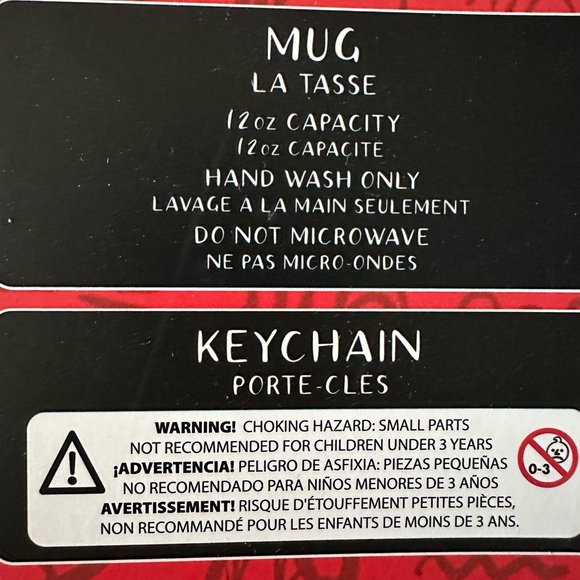 MUG
LA TASSE
12oz CAPACITY
12oz CAPACITE
HAND WASH ONLY
LAVAGE A LA MAIN SEULEMENT
DO NOT MICROWAVE
NE PAS MICRO-ONDES
KEYCHAIN
PORTE-CLES
WARNING! CHOKING HAZARD: SMALL PARTS
NOT RECOMMENDED FOR CHILDREN UNDER 3 YEARS
¡ADVERTENCIA! PELIGRO DE ASFIXIA: PIEZAS PEQUEÑAS
NO RECOMENDADO PARA NIÑOS MENORES DE 3 AÑOS
AVERTISSEMENT! RISQUE D'ÉTOUFFEMENT PETITES PIÈCES,
NON RECOMMANDÉ POUR LES ENFANTS DE MOINS DE 3 ANS.
0-3